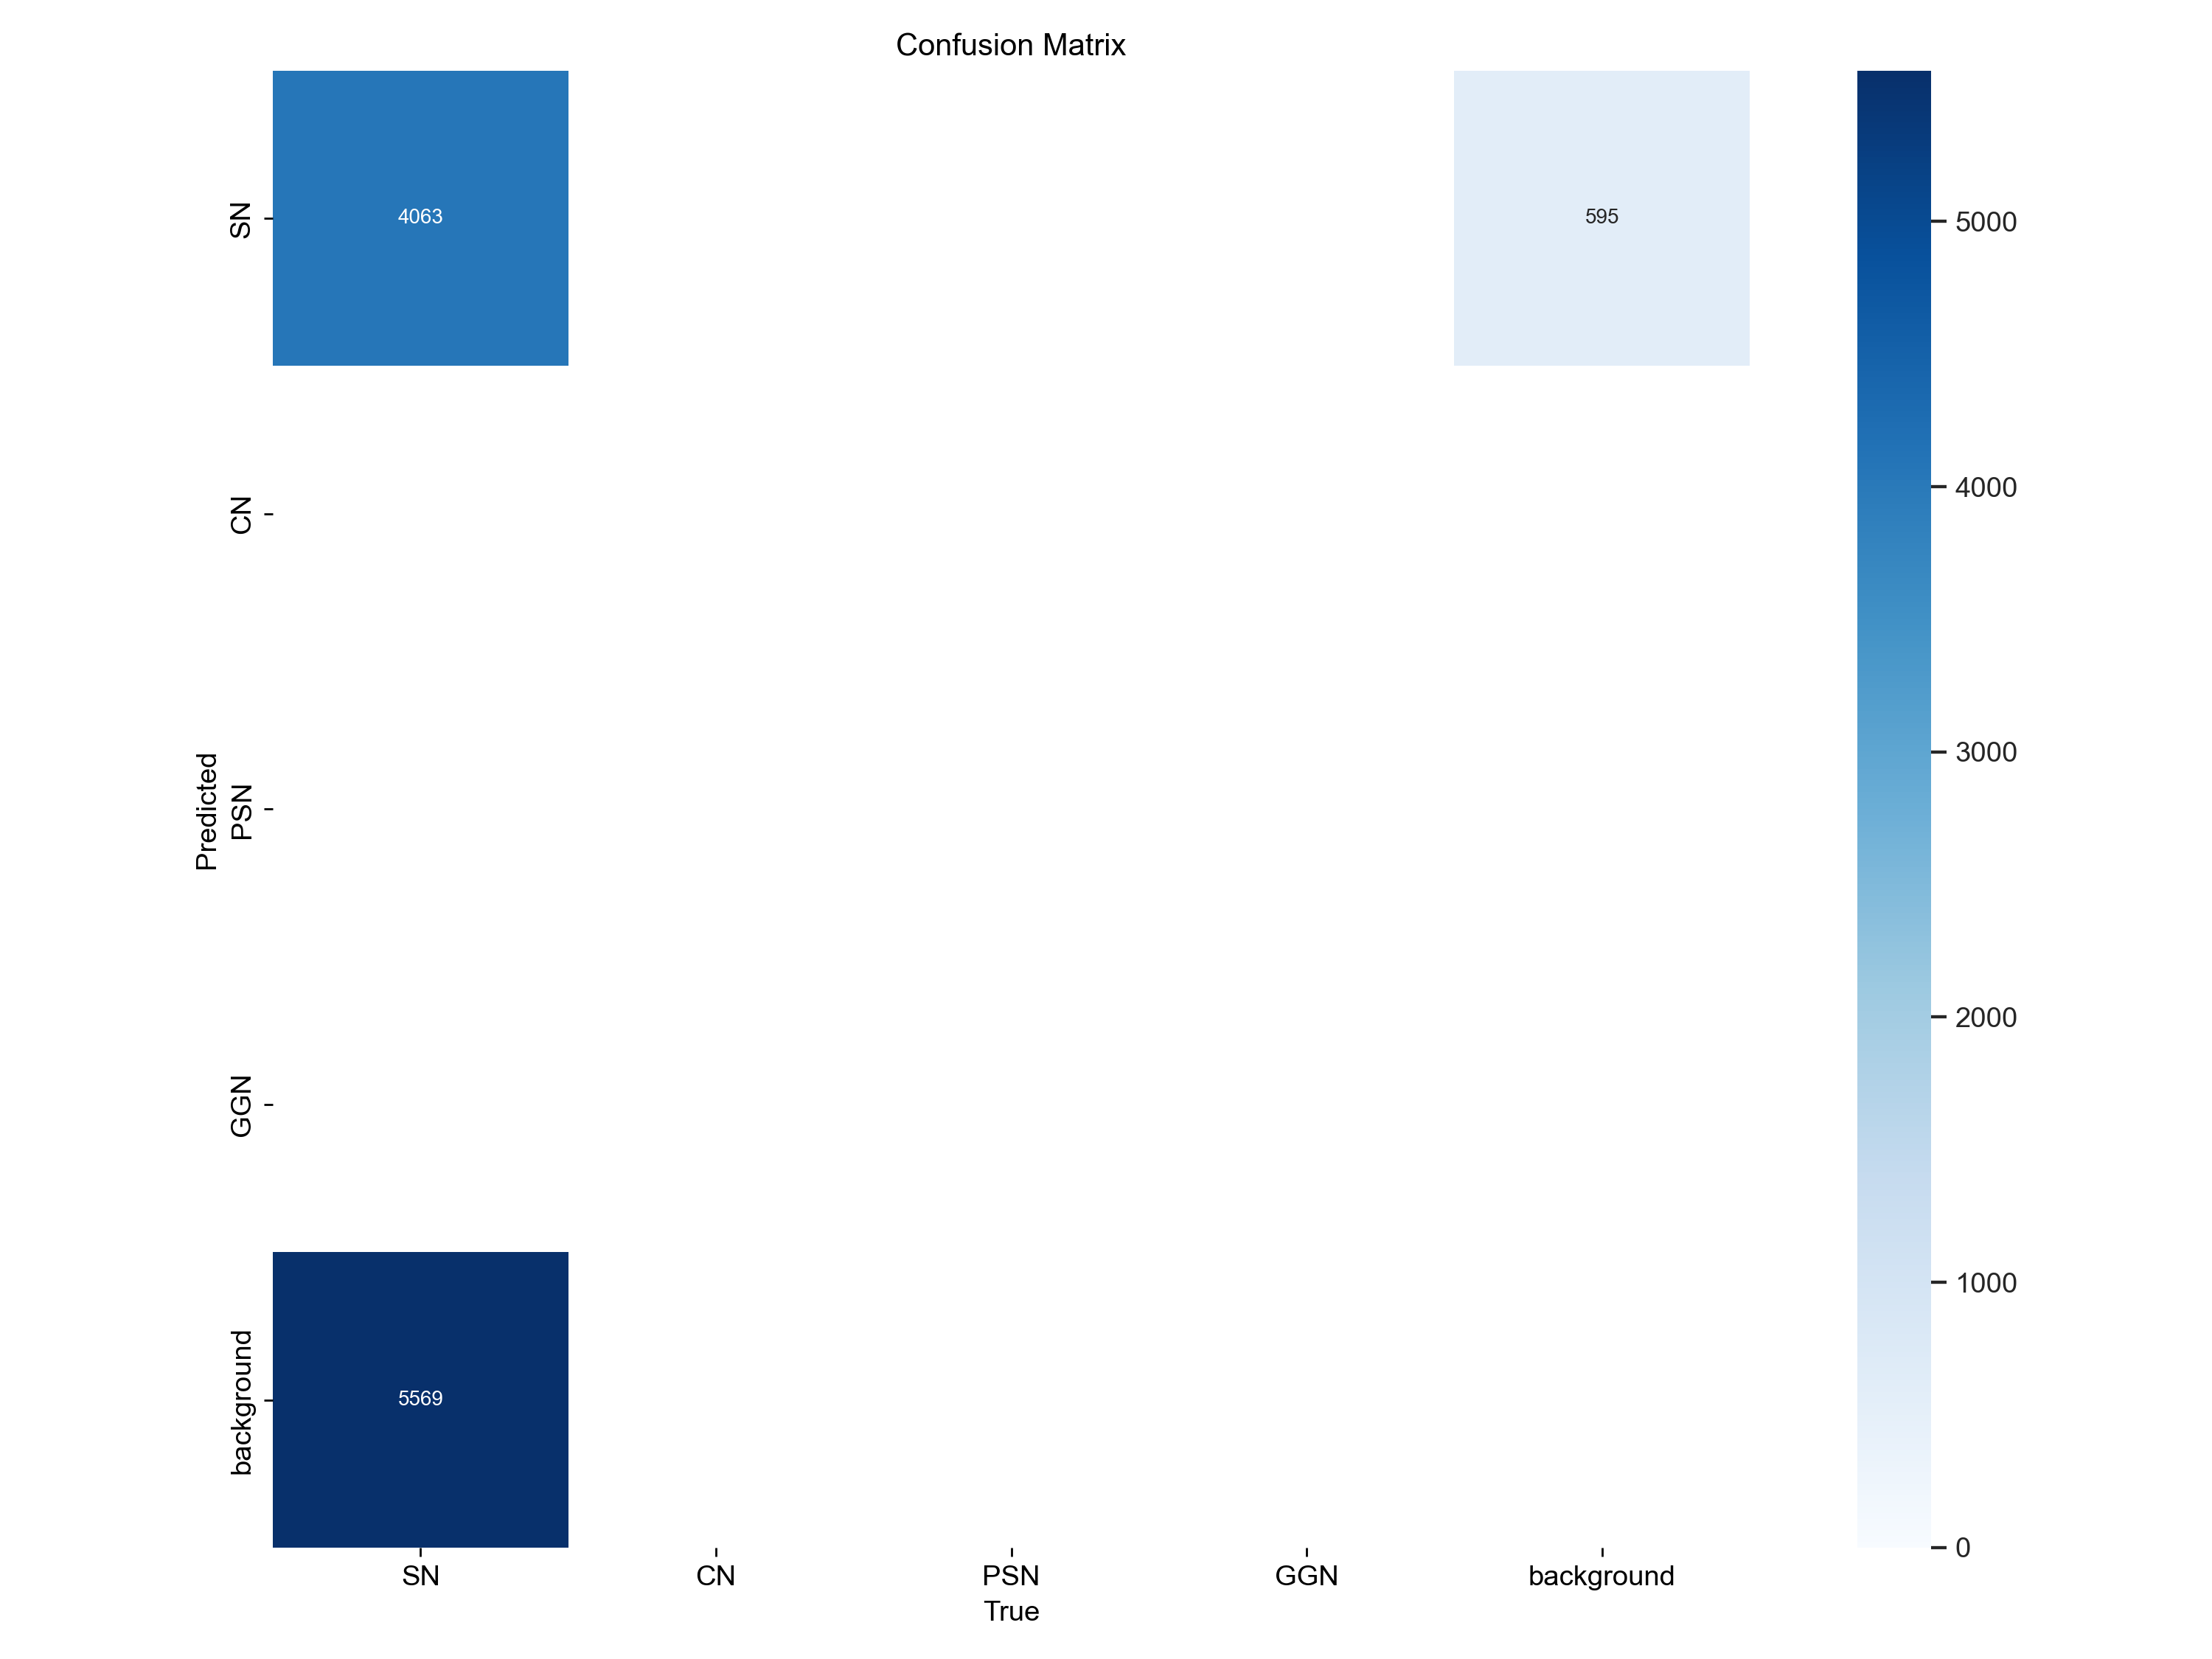 Confusion Matrix
SN
4063
595
CN
PSN
GGN
background
5569
Predicted
SN
CN
PSN
GGN
background
True
5000
4000
3000
2000
1000
0